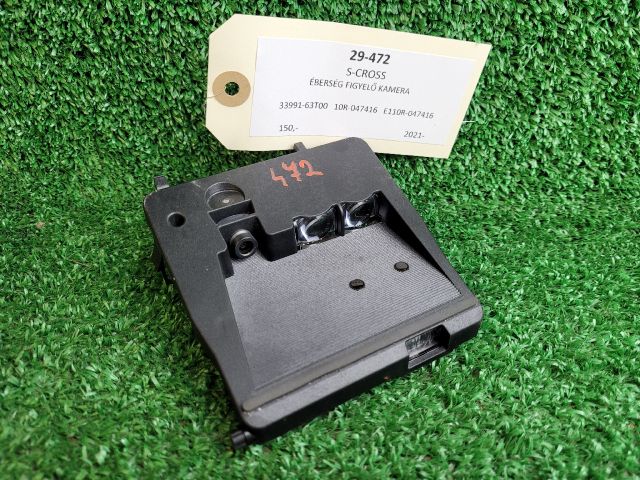 29-472
S-CROSS
ÉBERSÉG FIGYELŐ KAMERA
33991-63T00 10R-047416 E110R-047416
150,- 2021-
472